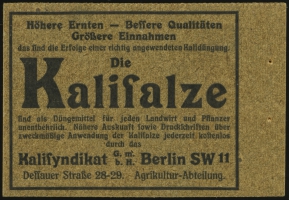 Höhere Ernten — Bessere Qualitäten
Größere Einnahmen
das sind die Erfolge einer richtig angewendeten Kalidüngung.
Die
Kalisalze
sind als Düngemittel für jeden Landwirt und Pflanzer
unentbehrlich. Nähere Auskunft sowie Druckschriften über
zweckmäßige Anwendung der Kalisalze jederzeit kostenlos
durch das
Kalisyndikat G. m. b. H. Berlin SW 11
Dessauer Straße 28-29. Agrikultur-Abteilung.